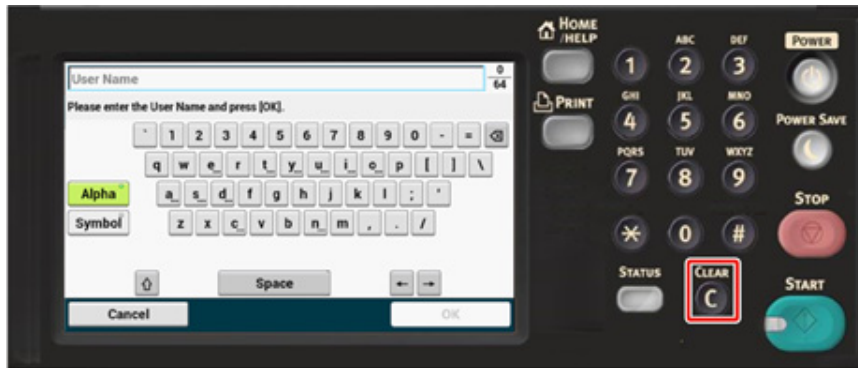 User Name
0
64
Please enter the User Name and press [OK].
` 1 2 3 4 5 6 7 8 9 0 - =
q w e r t y u i o p [ ] \
Alpha
a s d f g h j k l ; '
Symbol
z x c v b n m , . /
Space
← →
Cancel
OK
HOME
/HELP
PRINT
ABC
DEF
1 2 3
GHI
JKL
MNO
4 5 6
PQRS
TUV
WXYZ
7 8 9
* 0 #
STATUS
CLEAR
C
POWER
POWER SAVE
STOP
START